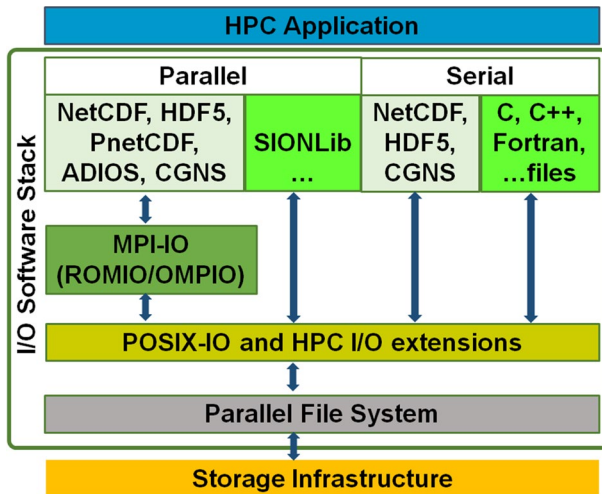 HPC Application
I/O Software Stack
Parallel
Serial
NetCDF, HDF5,
PnetCDF,
ADIOS, CGNS
SIONLib
...
NetCDF,
HDF5,
CGNS
C, C++,
Fortran,
...files
MPI-IO
(ROMIO/OMPIO)
POSIX-IO and HPC I/O extensions
Parallel File System
Storage Infrastructure